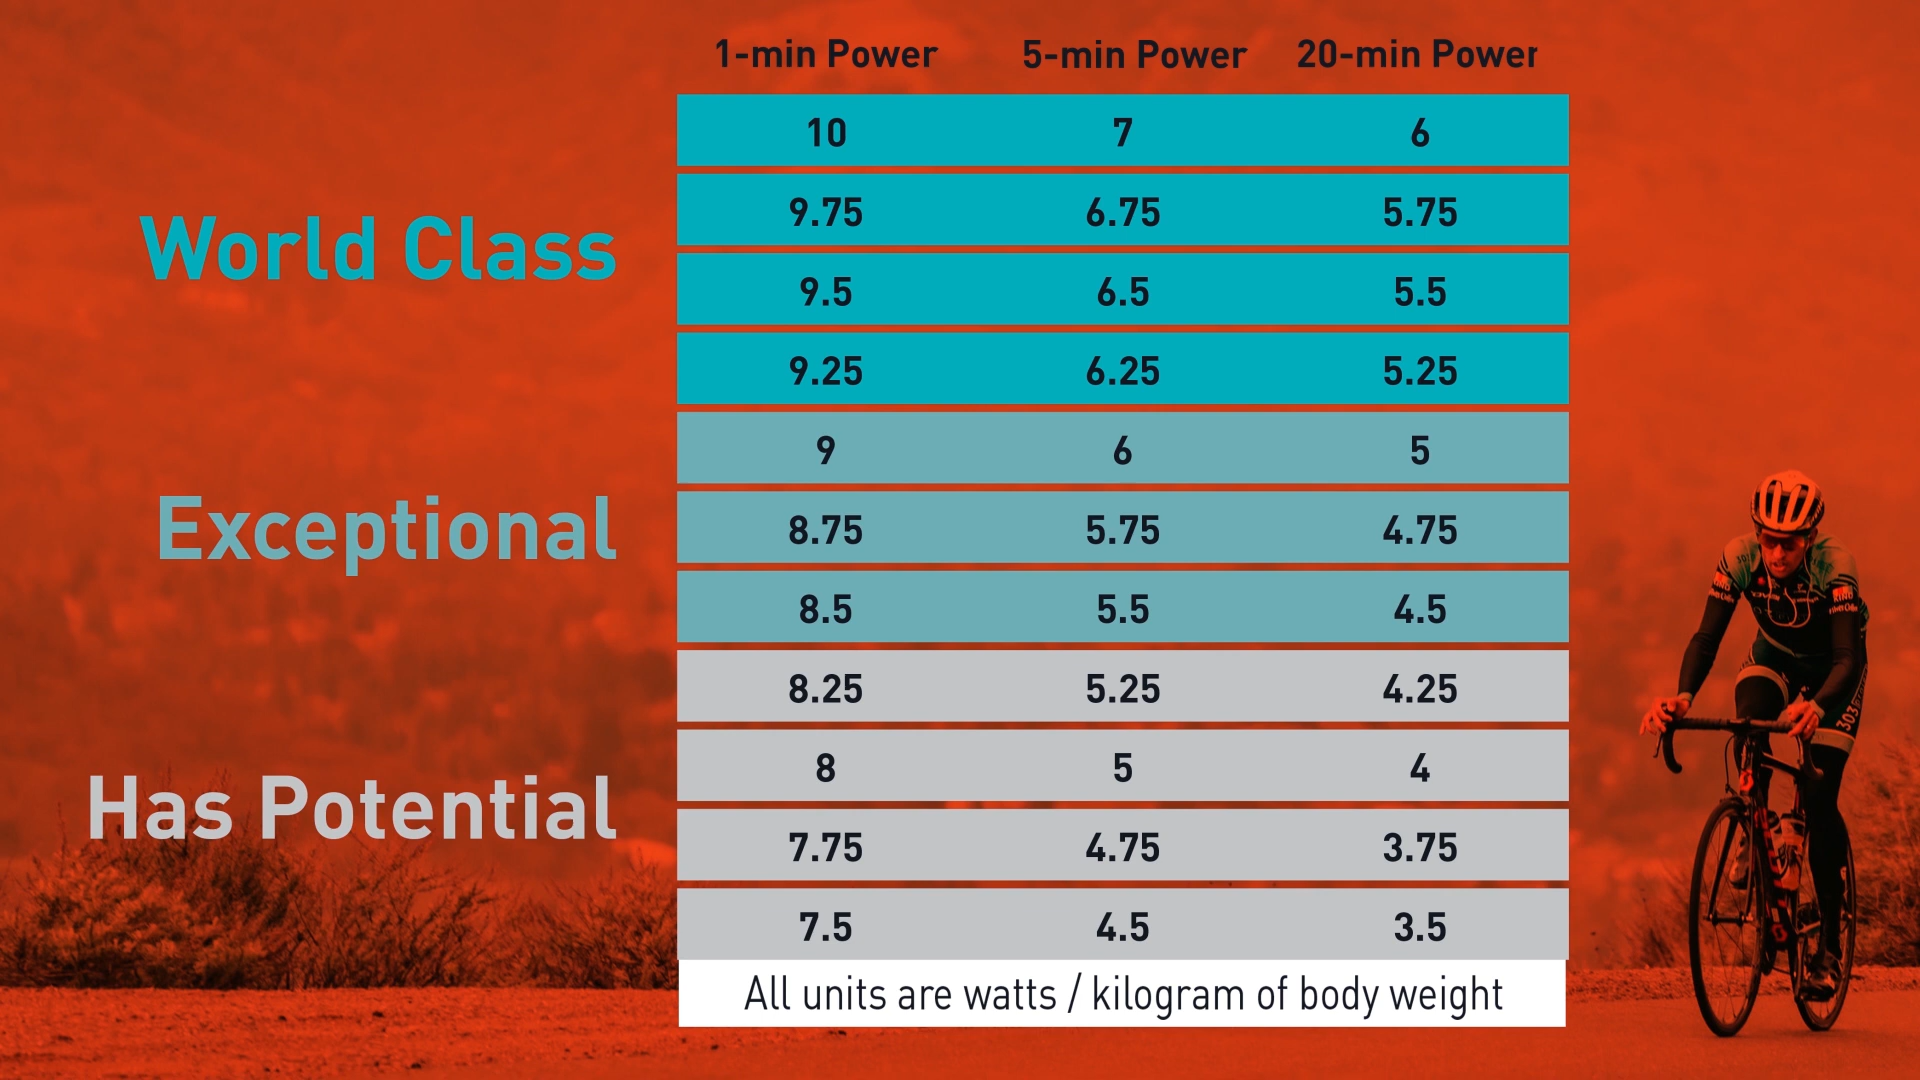 1-min Power 5-min Power 20-min Power
10 7 6
World Class
9.75 6.75 5.75
9.5 6.5 5.5
9.25 6.25 5.25
9 6 5
Exceptional
8.75 5.75 4.75
8.5 5.5 4.5
8.25 5.25 4.25
8 5 4
Has Potential
7.75 4.75 3.75
7.5 4.5 3.5
All units are watts / kilogram of body weight
303